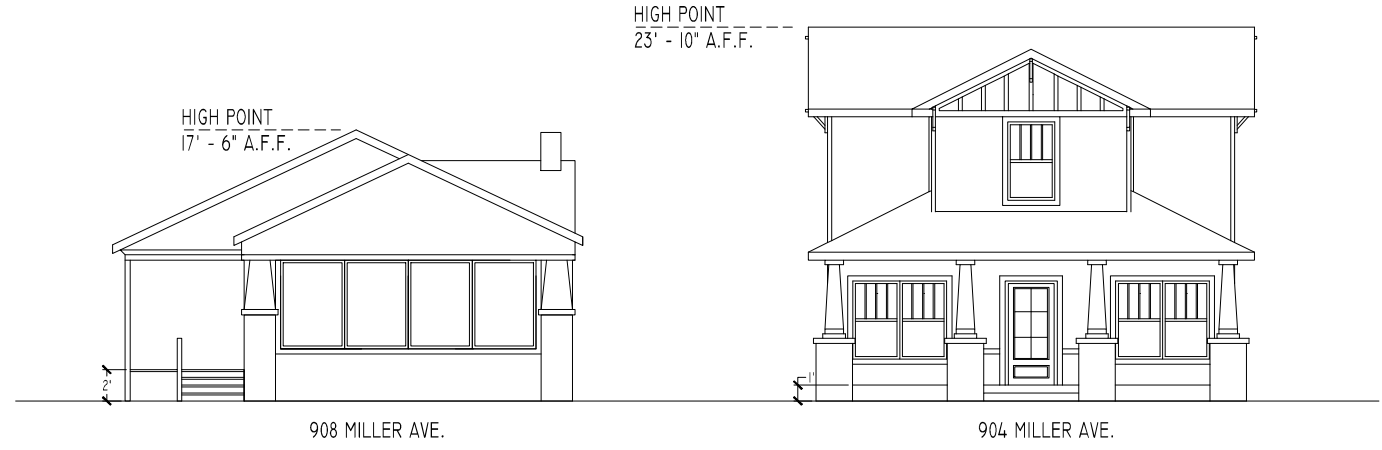 HIGH POINT
23' - 10" A.F.F.
HIGH POINT
17' - 6" A.F.F.
2'
1'
908 MILLER AVE.
904 MILLER AVE.